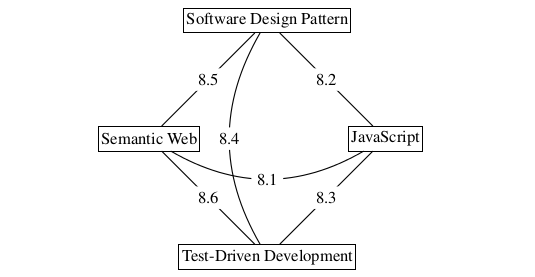 Software Design Pattern
8.5
8.2
Semantic Web
8.4
JavaScript
8.1
8.6
8.3
Test-Driven Development